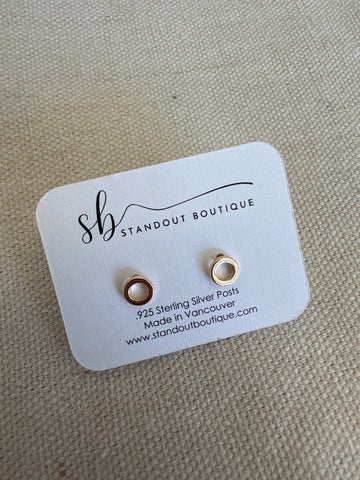 sb
STANDOUT BOUTIQUE
.925 Sterling Silver Posts
Made in Vancouver
www.standoutboutique.com